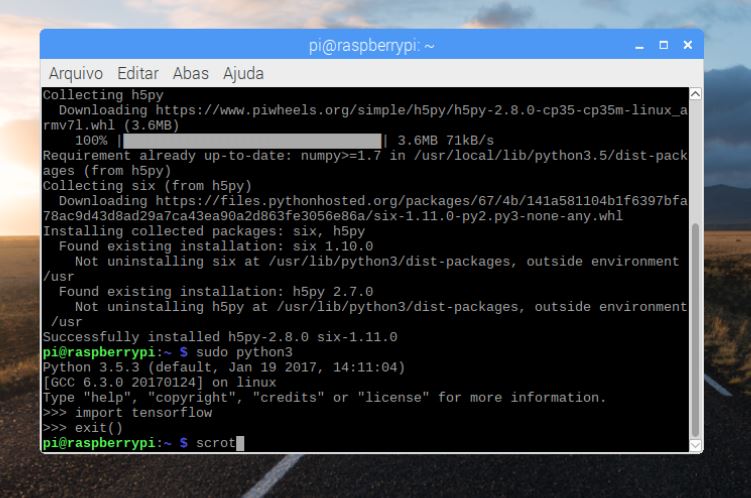 pi@raspberrypi: ~
Arquivo Editar Abas Ajuda
Collecting h5py
  Downloading https://www.piwheels.org/simple/h5py/h5py-2.8.0-cp35-cp35m-linux_a
rmv7l.whl (3.6MB)
    100% |████████████████████████████████| 3.6MB 71kB/s
Requirement already up-to-date: numpy>=1.7 in /usr/local/lib/python3.5/dist-pack
ages (from h5py)
Collecting six (from h5py)
  Downloading https://files.pythonhosted.org/packages/67/4b/141a581104b1f6397bfa
78ac9d43d8ad29a7ca43ea90a2d863fe3056e86a/six-1.11.0-py2.py3-none-any.whl
Installing collected packages: six, h5py
  Found existing installation: six 1.10.0
    Not uninstalling six at /usr/lib/python3/dist-packages, outside environment
/usr
  Found existing installation: h5py 2.7.0
    Not uninstalling h5py at /usr/lib/python3/dist-packages, outside environment
 /usr
Successfully installed h5py-2.8.0 six-1.11.0
pi@raspberrypi:~ $ sudo python3
Python 3.5.3 (default, Jan 19 2017, 14:11:04)
[GCC 6.3.0 20170124] on linux
Type "help", "copyright", "credits" or "license" for more information.
>>> import tensorflow
>>> exit()
pi@raspberrypi:~ $ scrot